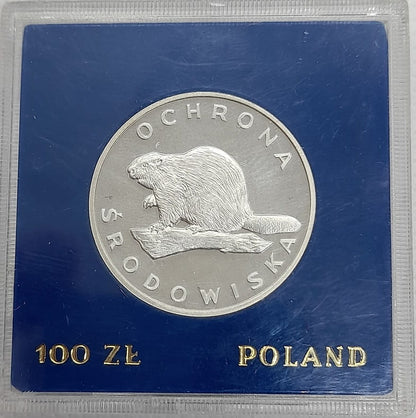 OCHRONA
ŚRODOWISKA
100 ZŁ POLAND